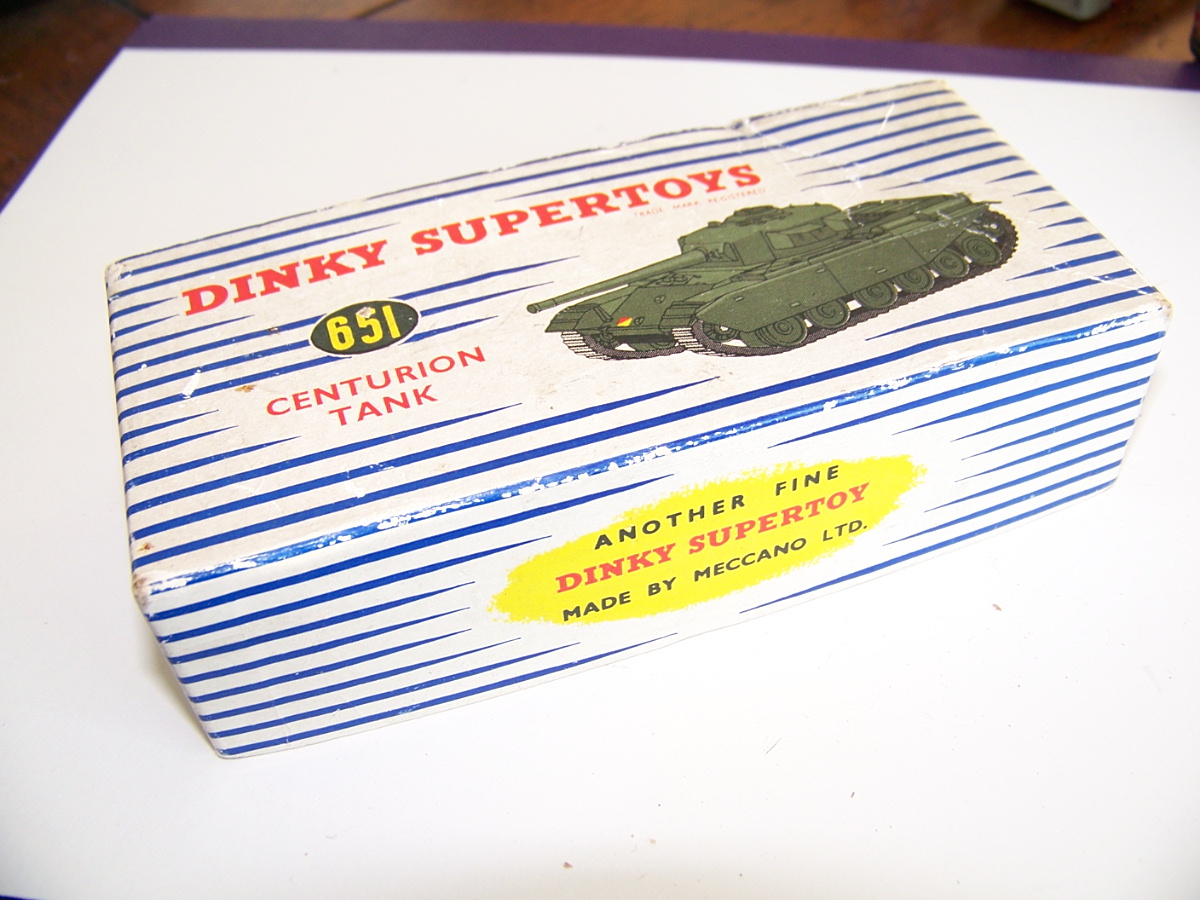 DINKY SUPERTOYS
TRADE MARK REGISTERED
651
CENTURION
TANK
ANOTHER FINE
DINKY SUPERTOY
MADE BY MECCANO LTD.